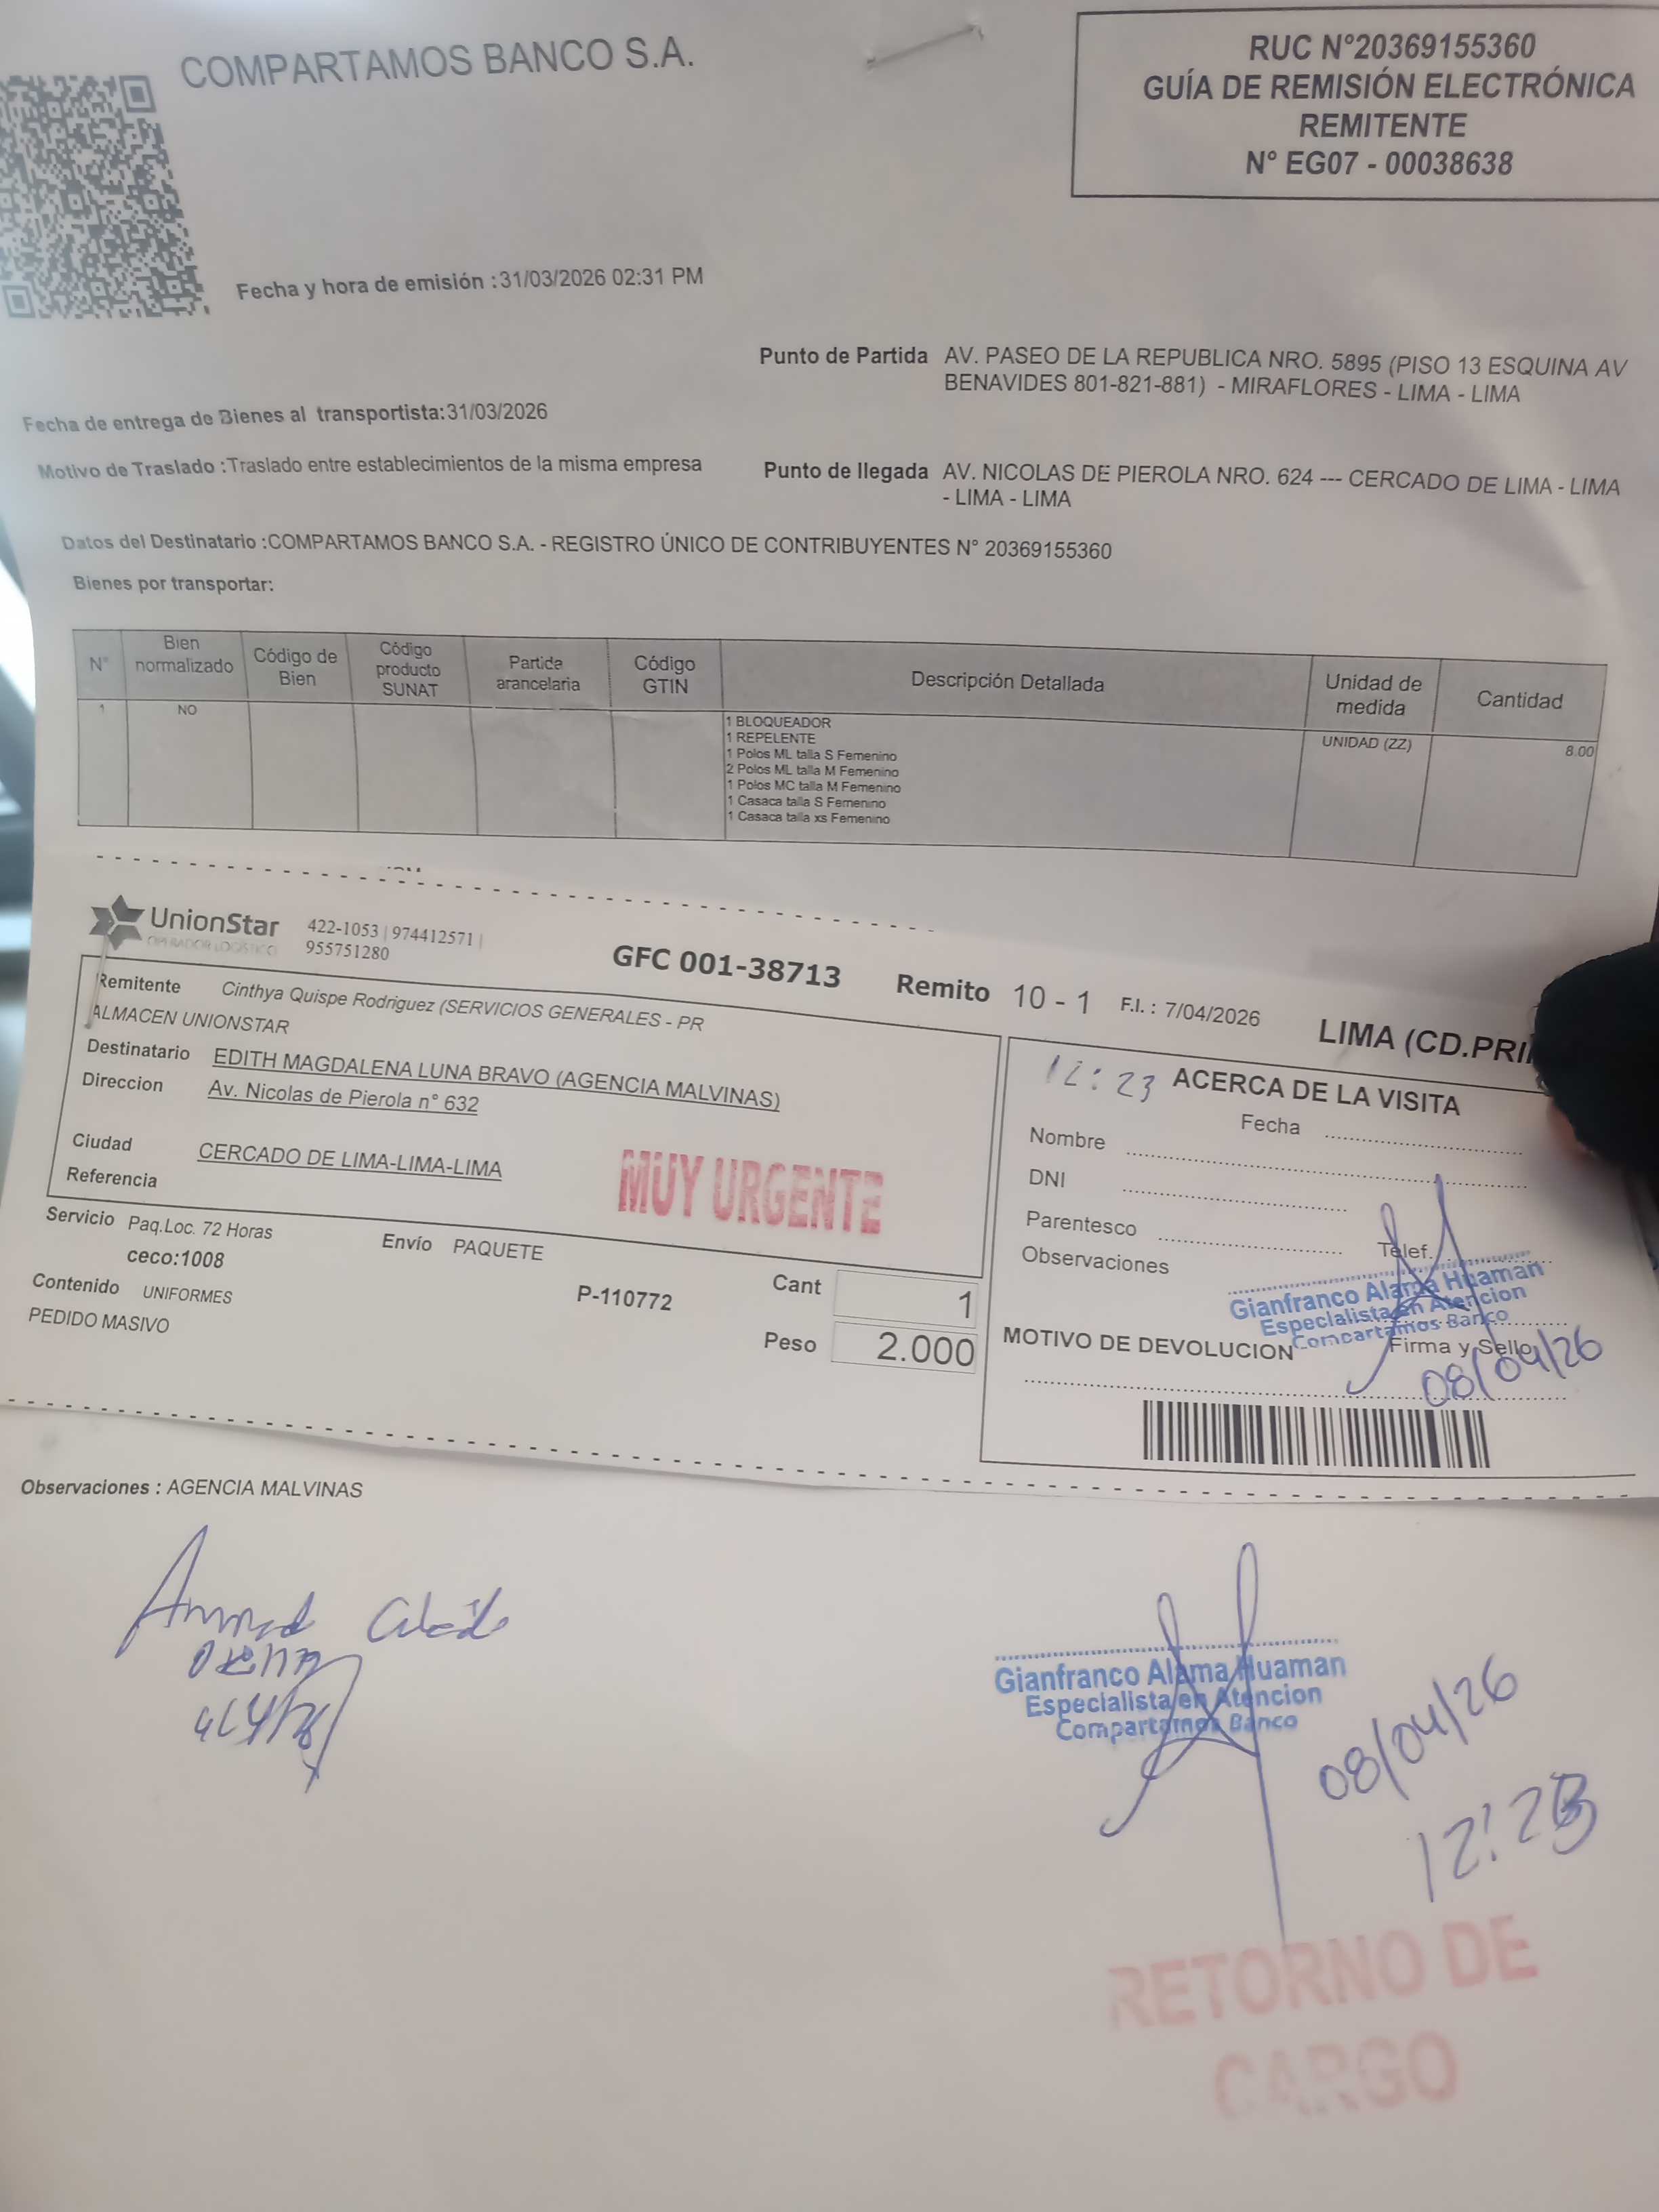 COMPARTAMOS BANCO S.A.
RUC N°20369155360
GUÍA DE REMISIÓN ELECTRÓNICA
REMITENTE
N° EG07 - 00038638
Fecha y hora de emisión :31/03/2026 02:31 PM
Punto de Partida AV. PASEO DE LA REPUBLICA NRO. 5895 (PISO 13 ESQUINA AV
BENAVIDES 801-821-881) - MIRAFLORES - LIMA - LIMA
Fecha de entrega de Bienes al transportista:31/03/2026
Motivo de Traslado :Traslado entre establecimientos de la misma empresa
Punto de llegada AV. NICOLAS DE PIEROLA NRO. 624 --- CERCADO DE LIMA - LIMA
- LIMA - LIMA
Datos del Destinatario :COMPARTAMOS BANCO S.A. - REGISTRO ÚNICO DE CONTRIBUYENTES N° 20369155360
Bienes por transportar:
N° Bien normalizado Código de Bien Código producto SUNAT Partida arancelaria Código GTIN Descripción Detallada Unidad de medida Cantidad
1 NO 1 BLOQUEADOR UNIDAD (ZZ) 8.00
1 REPELENTE
1 Polos ML talla S Femenino
2 Polos ML talla M Femenino
1 Polos MC talla M Femenino
1 Casaca talla S Femenino
1 Casaca talla xs Femenino
UnionStar
OPERADOR LOGÍSTICO
422-1053 | 974412571 |
955751280
GFC 001-38713 Remito 10 - 1 F.I. : 7/04/2026 LIMA (CD.PRI
Remitente Cinthya Quispe Rodriguez (SERVICIOS GENERALES - PR
ALMACEN UNIONSTAR
Destinatario EDITH MAGDALENA LUNA BRAVO (AGENCIA MALVINAS)
Direccion Av. Nicolas de Pierola n° 632
Ciudad CERCADO DE LIMA-LIMA-LIMA
Referencia
MUY URGENTE
Servicio Paq.Loc. 72 Horas Envío PAQUETE
ceco:1008
Contenido UNIFORMES P-110772
PEDIDO MASIVO
Cant 1
Peso 2.000
12:23 ACERCA DE LA VISITA
Fecha
Nombre
DNI
Parentesco Telef.
Observaciones
Gianfranco Alama Huaman
Especialista en Atencion
Compartamos Banco
MOTIVO DE DEVOLUCION Firma y Sello
08/04/26
Observaciones : AGENCIA MALVINAS
Gianfranco Alama Huaman
Especialista en Atencion
Compartamos Banco
08/04/26
12:23
RETORNO DE
CARGO